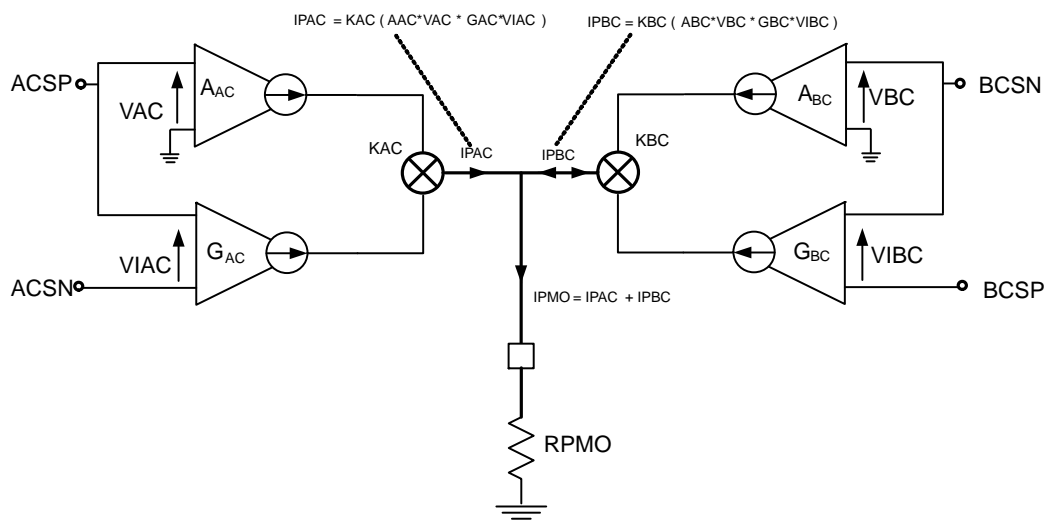 IPAC = KAC ( AAC*VAC * GAC*VIAC )
IPBC = KBC ( ABC*VBC * GBC*VIBC )
ACSP
AAC
VAC
ABC
VBC
BCSN
KAC
IPAC
IPBC
KBC
GAC
VIAC
ACSN
GBC
VIBC
BCSP
IPMO = IPAC + IPBC
RPMO